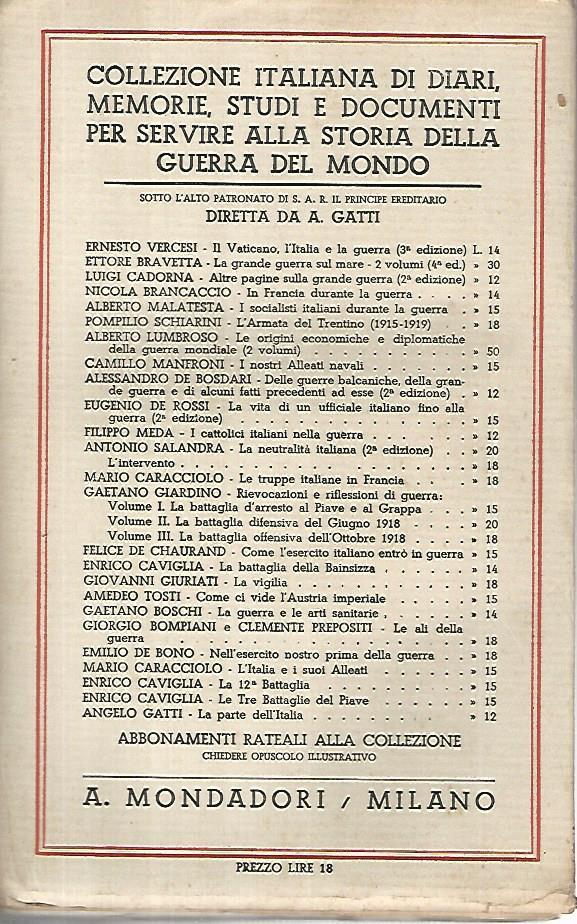 COLLEZIONE ITALIANA DI DIARI,
MEMORIE, STUDI E DOCUMENTI
PER SERVIRE ALLA STORIA DELLA
GUERRA DEL MONDO
SOTTO L'ALTO PATRONATO DI S. A. R. IL PRINCIPE EREDITARIO
DIRETTA DA A. GATTI
ERNESTO VERCESI - Il Vaticano, l'Italia e la guerra (3ª edizione) L. 14
ETTORE BRAVETTA - La grande guerra sul mare - 2 volumi (4ª ed.) » 30
LUIGI CADORNA - Altre pagine sulla grande guerra (2ª edizione) » 12
NICOLA BRANCACCIO - In Francia durante la guerra . . . . » 14
ALBERTO MALATESTA - I socialisti italiani durante la guerra . » 15
POMPILIO SCHIARINI - L'Armata del Trentino (1915-1919) . . » 18
ALBERTO LUMBROSO - Le origini economiche e diplomatiche
della guerra mondiale (2 volumi) . . . . . . . . . . . » 50
CAMILLO MANFRONI - I nostri Alleati navali . . . . . . . » 15
ALESSANDRO DE BOSDARI - Delle guerre balcaniche, della gran-
de guerra e di alcuni fatti precedenti ad esse (2ª edizione) . » 12
EUGENIO DE ROSSI - La vita di un ufficiale italiano fino alla
guerra (2ª edizione) . . . . . . . . . . . . . . » 15
FILIPPO MEDA - I cattolici italiani nella guerra . . . . . . » 12
ANTONIO SALANDRA - La neutralità italiana (2ª edizione) . » 20
L'intervento . . . . . . . . . . . . . . . . . . » 18
MARIO CARACCIOLO - Le truppe italiane in Francia . . . » 18
GAETANO GIARDINO - Rievocazioni e riflessioni di guerra:
Volume I. La battaglia d'arresto al Piave e al Grappa . . . » 15
Volume II. La battaglia difensiva del Giugno 1918 . . . . » 20
Volume III. La battaglia offensiva dell'Ottobre 1918 . . . . » 18
FELICE DE CHAURAND - Come l'esercito italiano entrò in guerra » 15
ENRICO CAVIGLIA - La battaglia della Bainsizza . . . . . . » 14
GIOVANNI GIURIATI - La vigilia . . . . . . . . . . . » 18
AMEDEO TOSTI - Come ci vide l'Austria imperiale . . . . . » 15
GAETANO BOSCHI - La guerra e le arti sanitarie . . . . . . » 14
GIORGIO BOMPIANI e CLEMENTE PREPOSITI - Le ali della
guerra . . . . . . . . . . . . . . . . . » 18
EMILIO DE BONO - Nell'esercito nostro prima della guerra . . » 18
MARIO CARACCIOLO - L'Italia e i suoi Alleati . . . . . . » 15
ENRICO CAVIGLIA - La 12ª Battaglia . . . . . . . . . » 15
ENRICO CAVIGLIA - Le Tre Battaglie del Piave . . . . . . » 15
ANGELO GATTI - La parte dell'Italia . . . . . . . . . . » 12
ABBONAMENTI RATEALI ALLA COLLEZIONE
CHIEDERE OPUSCOLO ILLUSTRATIVO
A. MONDADORI / MILANO
PREZZO LIRE 18